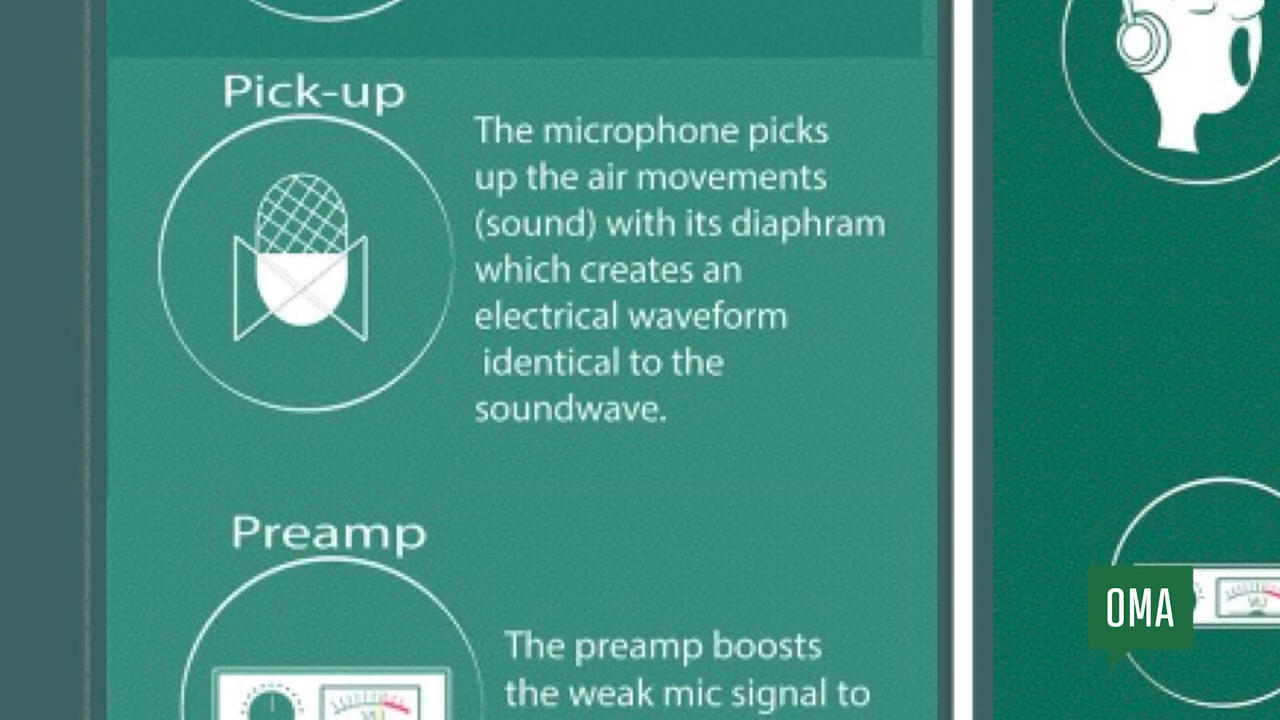 Pick-up
The microphone picks
up the air movements
(sound) with its diaphram
which creates an
electrical waveform
identical to the
soundwave.
Preamp
The preamp boosts
the weak mic signal to
VU
OMA